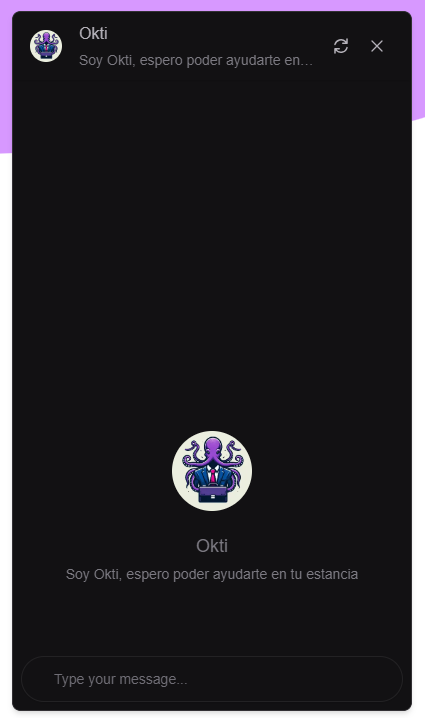 Okti
Soy Okti, espero poder ayudarte en…
Okti
Soy Okti, espero poder ayudarte en tu estancia
Type your message...